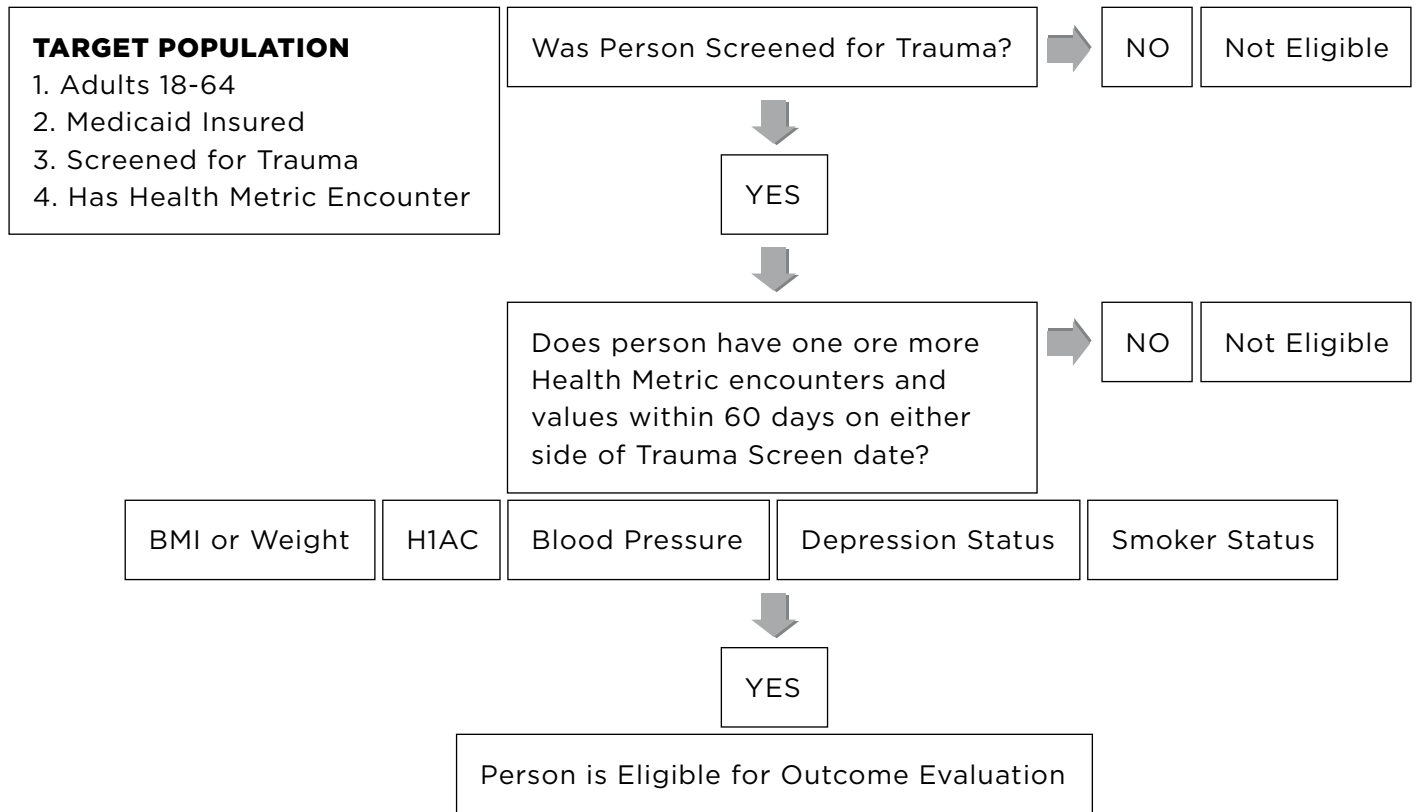 TARGET POPULATION
1. Adults 18-64
2. Medicaid Insured
3. Screened for Trauma
4. Has Health Metric Encounter
Was Person Screened for Trauma?
NO
Not Eligible
YES
Does person have one ore more
Health Metric encounters and
values within 60 days on either
side of Trauma Screen date?
NO
Not Eligible
BMI or Weight
H1AC
Blood Pressure
Depression Status
Smoker Status
YES
Person is Eligible for Outcome Evaluation